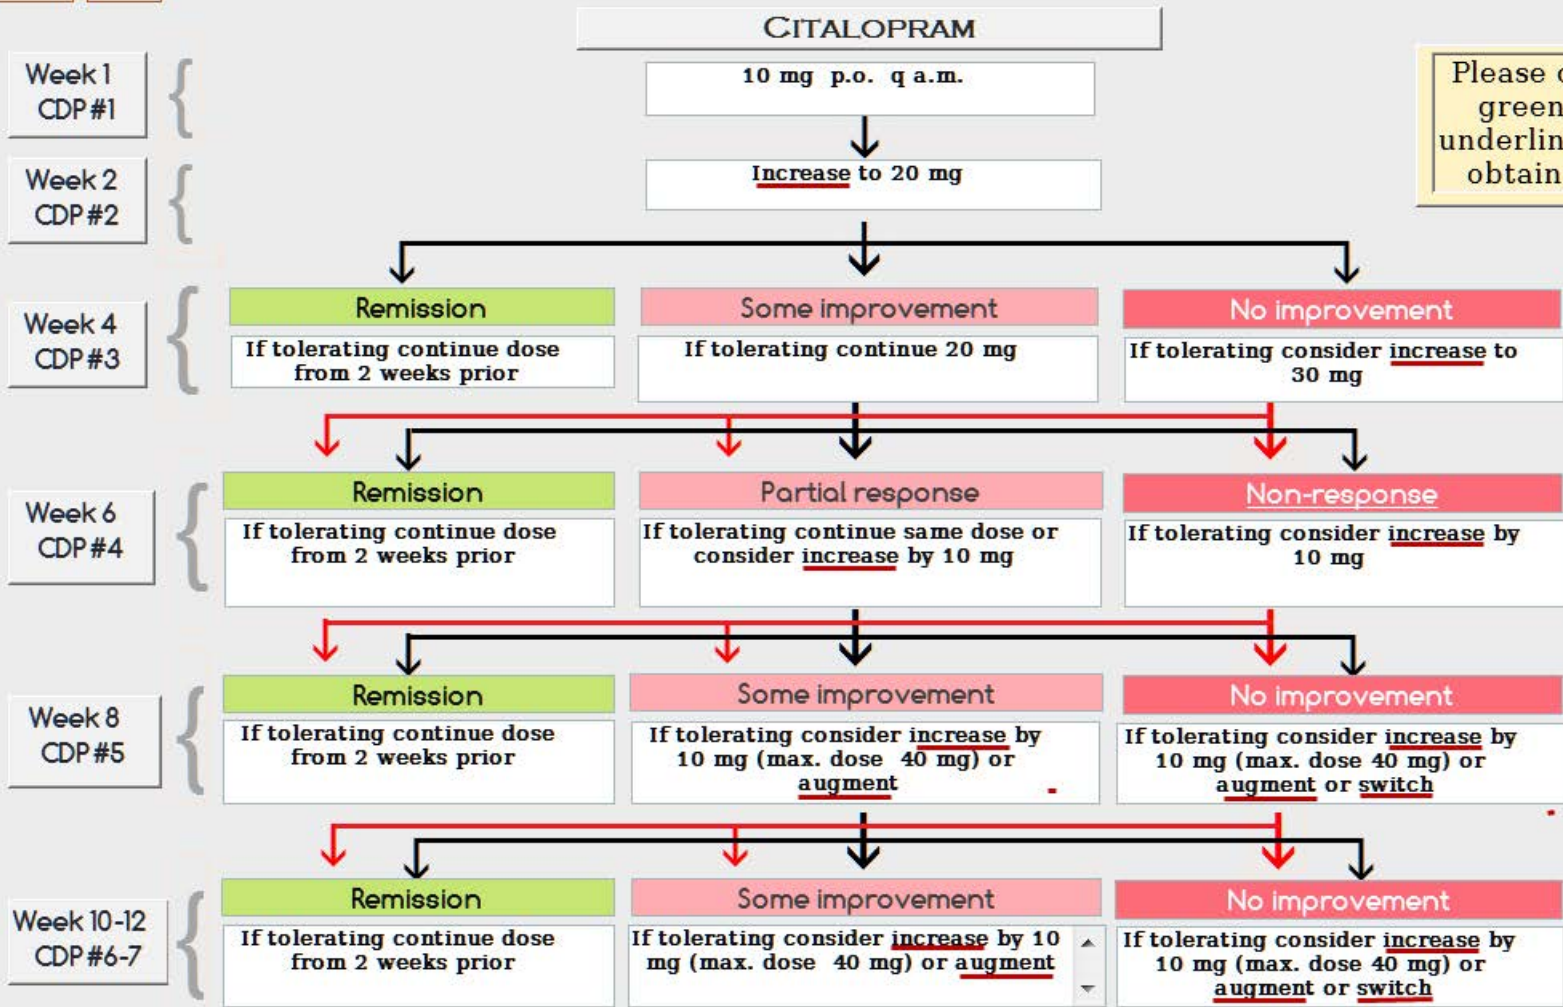 CITALOPRAM
Week 1
CDP #1
10 mg p.o. q a.m.
Please
green
underlin
obtain
Week 2
CDP #2
Increase to 20 mg
Week 4
CDP #3
Remission
If tolerating continue dose
from 2 weeks prior
Some improvement
If tolerating continue 20 mg
No improvement
If tolerating consider increase to
30 mg
Week 6
CDP #4
Remission
If tolerating continue dose
from 2 weeks prior
Partial response
If tolerating continue same dose or
consider increase by 10 mg
Non-response
If tolerating consider increase by
10 mg
Week 8
CDP #5
Remission
If tolerating continue dose
from 2 weeks prior
Some improvement
If tolerating consider increase by
10 mg (max. dose 40 mg) or
augment
No improvement
If tolerating consider increase by
10 mg (max. dose 40 mg) or
augment or switch
Week 10-12
CDP #6-7
Remission
If tolerating continue dose
from 2 weeks prior
Some improvement
If tolerating consider increase by 10
mg (max. dose 40 mg) or augment
No improvement
If tolerating consider increase by
10 mg (max. dose 40 mg) or
augment or switch